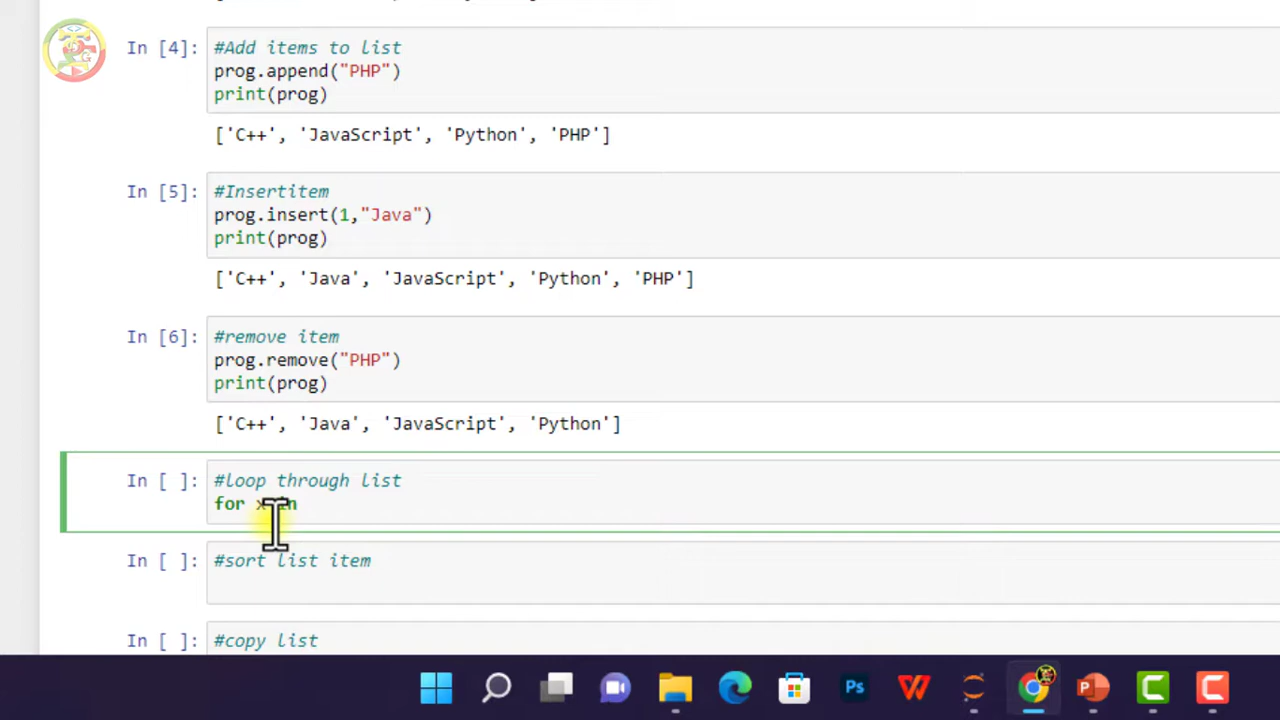 In [4]: #Add items to list
prog.append("PHP")
print(prog)
['C++', 'JavaScript', 'Python', 'PHP']
In [5]: #Insertitem
prog.insert(1,"Java")
print(prog)
['C++', 'Java', 'JavaScript', 'Python', 'PHP']
In [6]: #remove item
prog.remove("PHP")
print(prog)
['C++', 'Java', 'JavaScript', 'Python']
In [ ]: #loop through list
for x in
In [ ]: #sort list item
In [ ]: #copy list
Ps